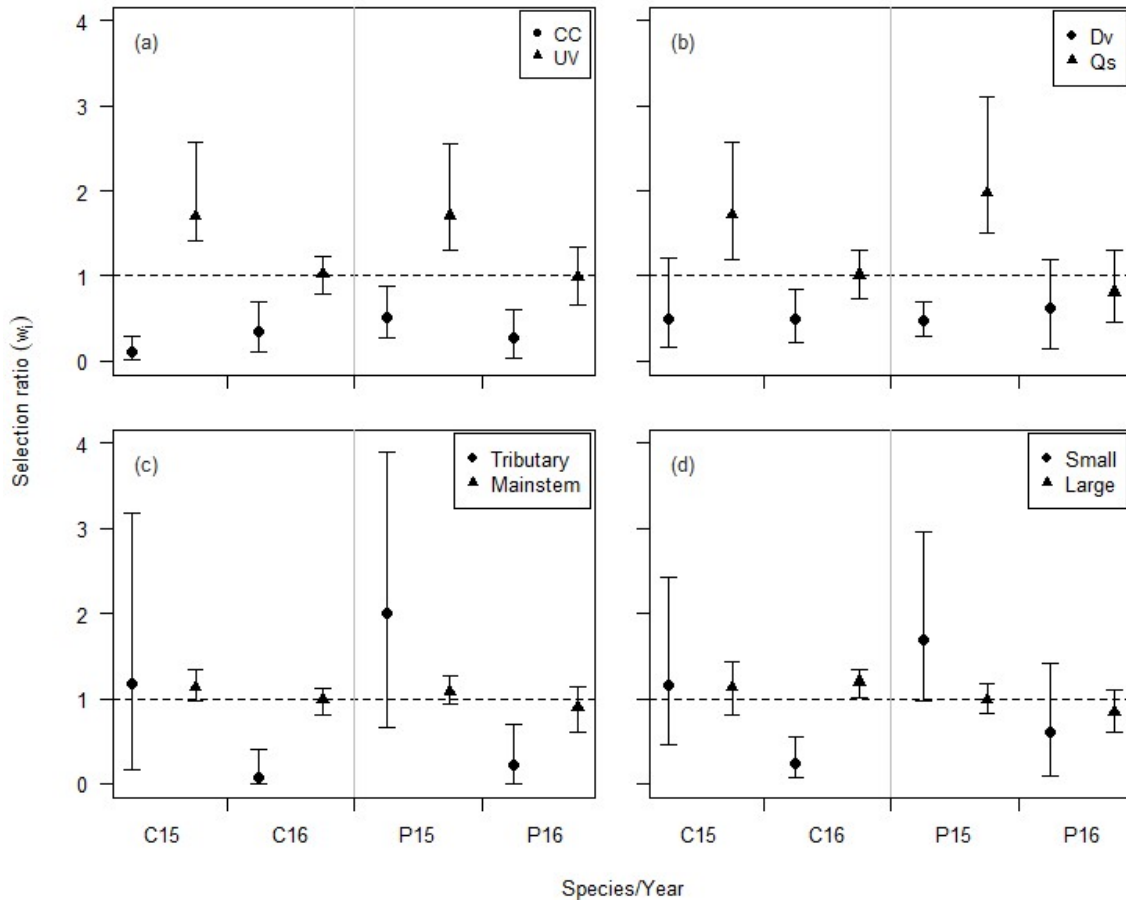 (a)
CC
UV
4
3
2
1
0
(b)
Dv
Qs
(c)
Tributary
Mainstem
4
3
2
1
0
(d)
Small
Large
Selection ratio (wi)
C15 C16 P15 P16
C15 C16 P15 P16
Species/Year